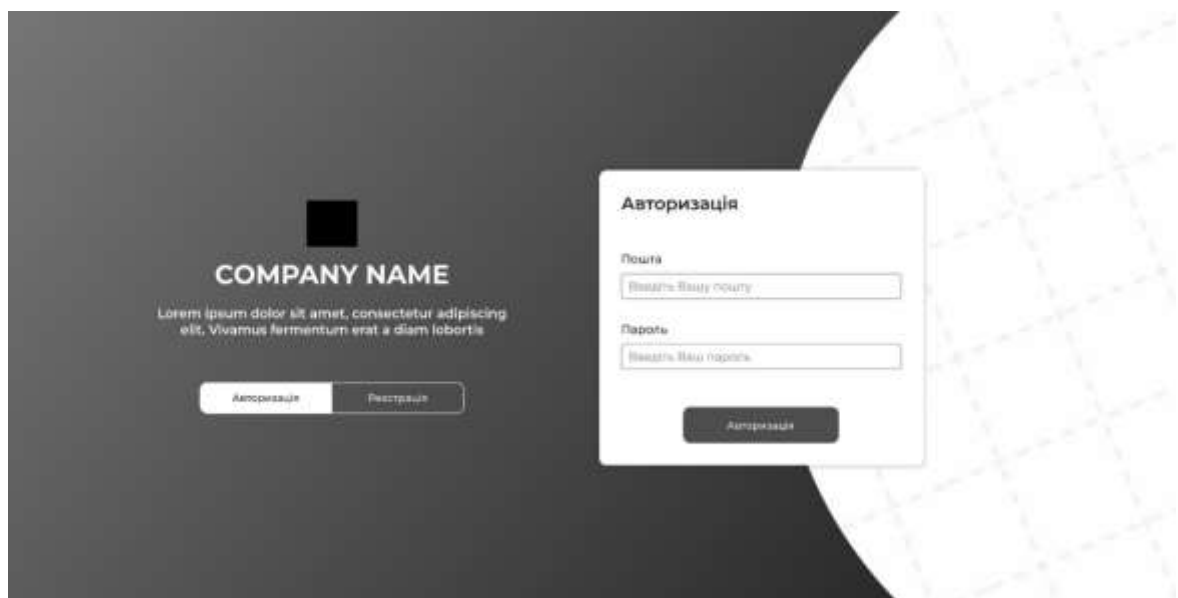 COMPANY NAME
Lorem ipsum dolor sit amet, consectetur adipiscing
elit. Vivamus fermentum erat a diam lobortis
Авторизація
Реєстрація
Авторизація
Пошта
Введіть Вашу пошту
Пароль
Введіть Ваш пароль
Авторизація